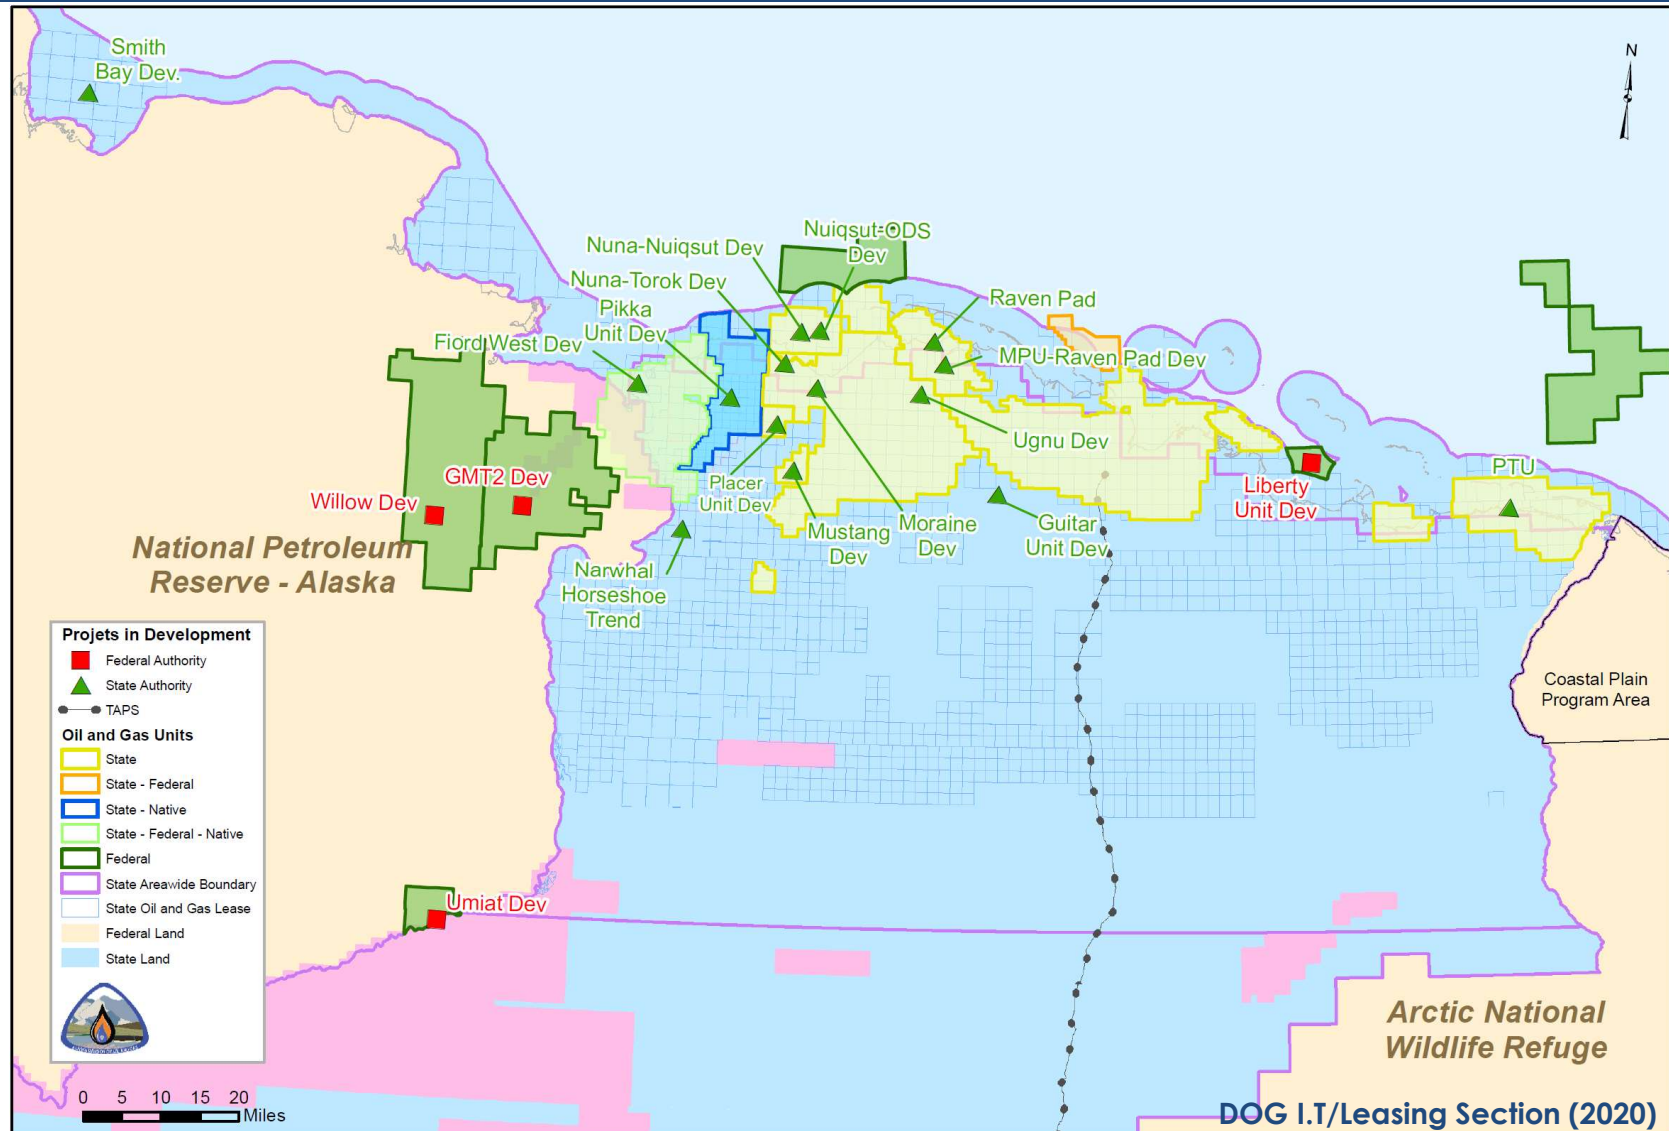 Smith
Bay Dev.
N
Nuiqsut-ODS
Dev
Nuna-Nuiqsut Dev
Nuna-Torok Dev
Pikka
Unit Dev
Fiord West Dev
Raven Pad
MPU-Raven Pad Dev
Ugnu Dev
Willow Dev
GMT2 Dev
Placer
Unit Dev
Mustang
Dev
Moraine
Dev
Guitar
Unit Dev
Liberty
Unit Dev
PTU
National Petroleum
Reserve - Alaska
Narwhal
Horseshoe
Trend
Coastal Plain
Program Area
Projets in Development
Federal Authority
State Authority
TAPS
Oil and Gas Units
State
State - Federal
State - Native
State - Federal - Native
Federal
State Areawide Boundary
State Oil and Gas Lease
Federal Land
State Land
Umiat Dev
Arctic National
Wildlife Refuge
0 5 10 15 20
Miles
DOG I.T/Leasing Section (2020)